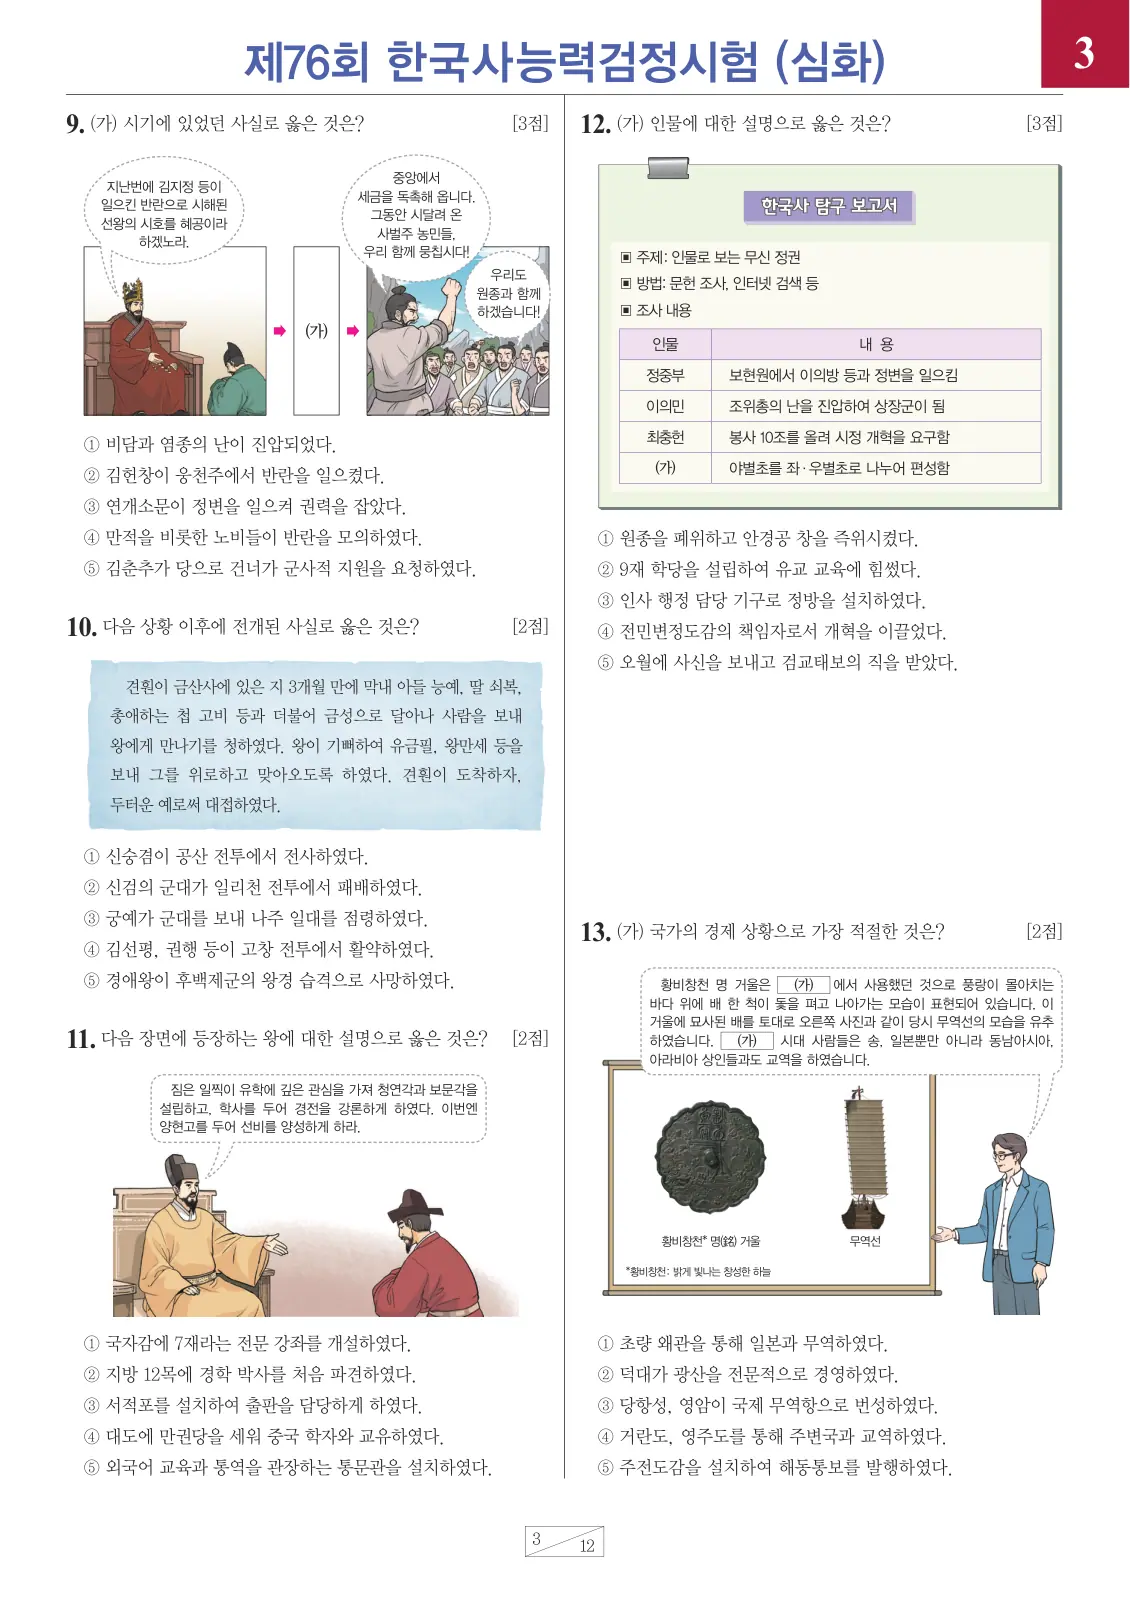 제76회 한국사능력검정시험 (심화)
3
9. (가) 시기에 있었던 사실로 옳은 것은? [3점]
지난번에 김지정 등이
일으킨 반란으로 시해된
선왕의 시호를 혜공이라
하겠노라.
(가)
중앙에서
세금을 독촉해 옵니다.
그동안 시달려 온
사벌주 농민들,
우리 함께 뭉칩시다!
우리도
원종과 함께
하겠습니다!
① 비담과 염종의 난이 진압되었다.
② 김헌창이 웅천주에서 반란을 일으켰다.
③ 연개소문이 정변을 일으켜 권력을 잡았다.
④ 만적을 비롯한 노비들이 반란을 모의하였다.
⑤ 김춘추가 당으로 건너가 군사적 지원을 요청하였다.
10. 다음 상황 이후에 전개된 사실로 옳은 것은? [2점]
견훤이 금산사에 있은 지 3개월 만에 막내 아들 능예, 딸 쇠복,
총애하는 첩 고비 등과 더불어 금성으로 달아나 사람을 보내
왕에게 만나기를 청하였다. 왕이 기뻐하여 유금필, 왕만세 등을
보내 그를 위로하고 맞아오도록 하였다. 견훤이 도착하자,
두터운 예로써 대접하였다.
① 신숭겸이 공산 전투에서 전사하였다.
② 신검의 군대가 일리천 전투에서 패배하였다.
③ 궁예가 군대를 보내 나주 일대를 점령하였다.
④ 김선평, 권행 등이 고창 전투에서 활약하였다.
⑤ 경애왕이 후백제군의 왕경 습격으로 사망하였다.
11. 다음 장면에 등장하는 왕에 대한 설명으로 옳은 것은? [2점]
짐은 일찍이 유학에 깊은 관심을 가져 청연각과 보문각을
설립하고, 학사를 두어 경전을 강론하게 하였다. 이번엔
양현고를 두어 선비를 양성하게 하라.
① 국자감에 7재라는 전문 강좌를 개설하였다.
② 지방 12목에 경학 박사를 처음 파견하였다.
③ 서적포를 설치하여 출판을 담당하게 하였다.
④ 대도에 만권당을 세워 중국 학자와 교유하였다.
⑤ 외국어 교육과 통역을 관장하는 통문관을 설치하였다.
12. (가) 인물에 대한 설명으로 옳은 것은? [3점]
한국사 탐구 보고서
▣ 주제: 인물로 보는 무신 정권
▣ 방법: 문헌 조사, 인터넷 검색 등
▣ 조사 내용
인물 내 용
정중부 보현원에서 이의방 등과 정변을 일으킴
이의민 조위총의 난을 진압하여 상장군이 됨
최충헌 봉사 10조를 올려 시정 개혁을 요구함
(가) 야별초를 좌·우별초로 나누어 편성함
① 원종을 폐위하고 안경공 창을 즉위시켰다.
② 9재 학당을 설립하여 유교 교육에 힘썼다.
③ 인사 행정 담당 기구로 정방을 설치하였다.
④ 전민변정도감의 책임자로서 개혁을 이끌었다.
⑤ 오월에 사신을 보내고 검교태보의 직을 받았다.
13. (가) 국가의 경제 상황으로 가장 적절한 것은? [2점]
황비창천 명 거울은 (가) 에서 사용했던 것으로 풍랑이 몰아치는
바다 위에 배 한 척이 돛을 펴고 나아가는 모습이 표현되어 있습니다. 이
거울에 묘사된 배를 토대로 오른쪽 사진과 같이 당시 무역선의 모습을 유추
하였습니다. (가) 시대 사람들은 송, 일본뿐만 아니라 동남아시아,
아라비아 상인들과도 교역을 하였습니다.
황비창천* 명(銘) 거울
무역선
*황비창천: 밝게 빛나는 창성한 하늘
① 초량 왜관을 통해 일본과 무역하였다.
② 덕대가 광산을 전문적으로 경영하였다.
③ 당항성, 영암이 국제 무역항으로 번성하였다.
④ 거란도, 영주도를 통해 주변국과 교역하였다.
⑤ 주전도감을 설치하여 해동통보를 발행하였다.
3
12